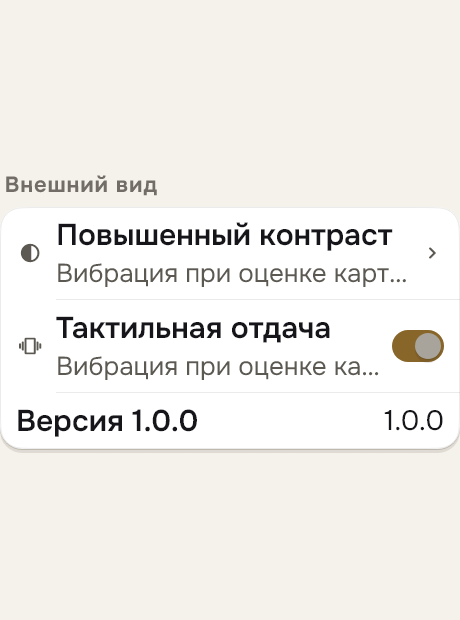 Внешний вид
Повышенный контраст
Вибрация при оценке карт...
Тактильная отдача
Вибрация при оценке ка...
Версия 1.0.0
1.0.0